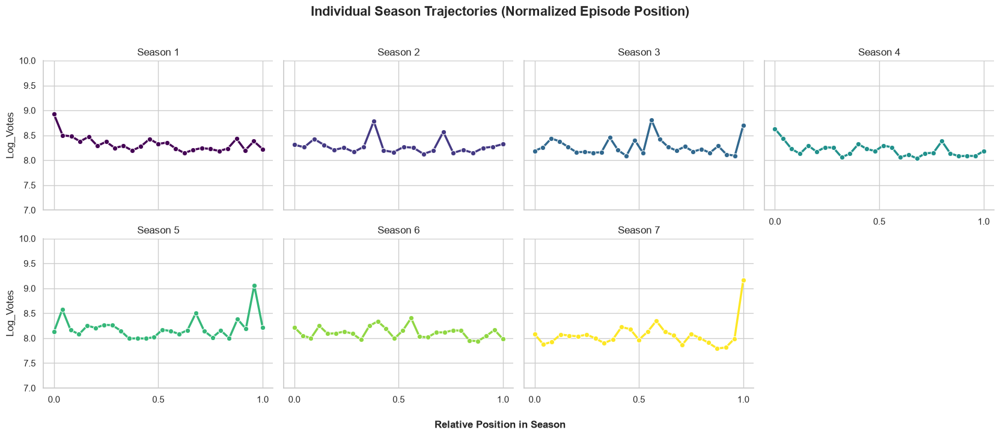 Individual Season Trajectories (Normalized Episode Position)
Season 1
Season 2
Season 3
Season 4
10.0
9.5
9.0
8.5
8.0
7.5
7.0
Log_Votes
0.0
0.5
1.0
Season 5
Season 6
Season 7
10.0
9.5
9.0
8.5
8.0
7.5
7.0
Log_Votes
0.0
0.5
1.0
0.0
0.5
1.0
0.0
0.5
1.0
Relative Position in Season